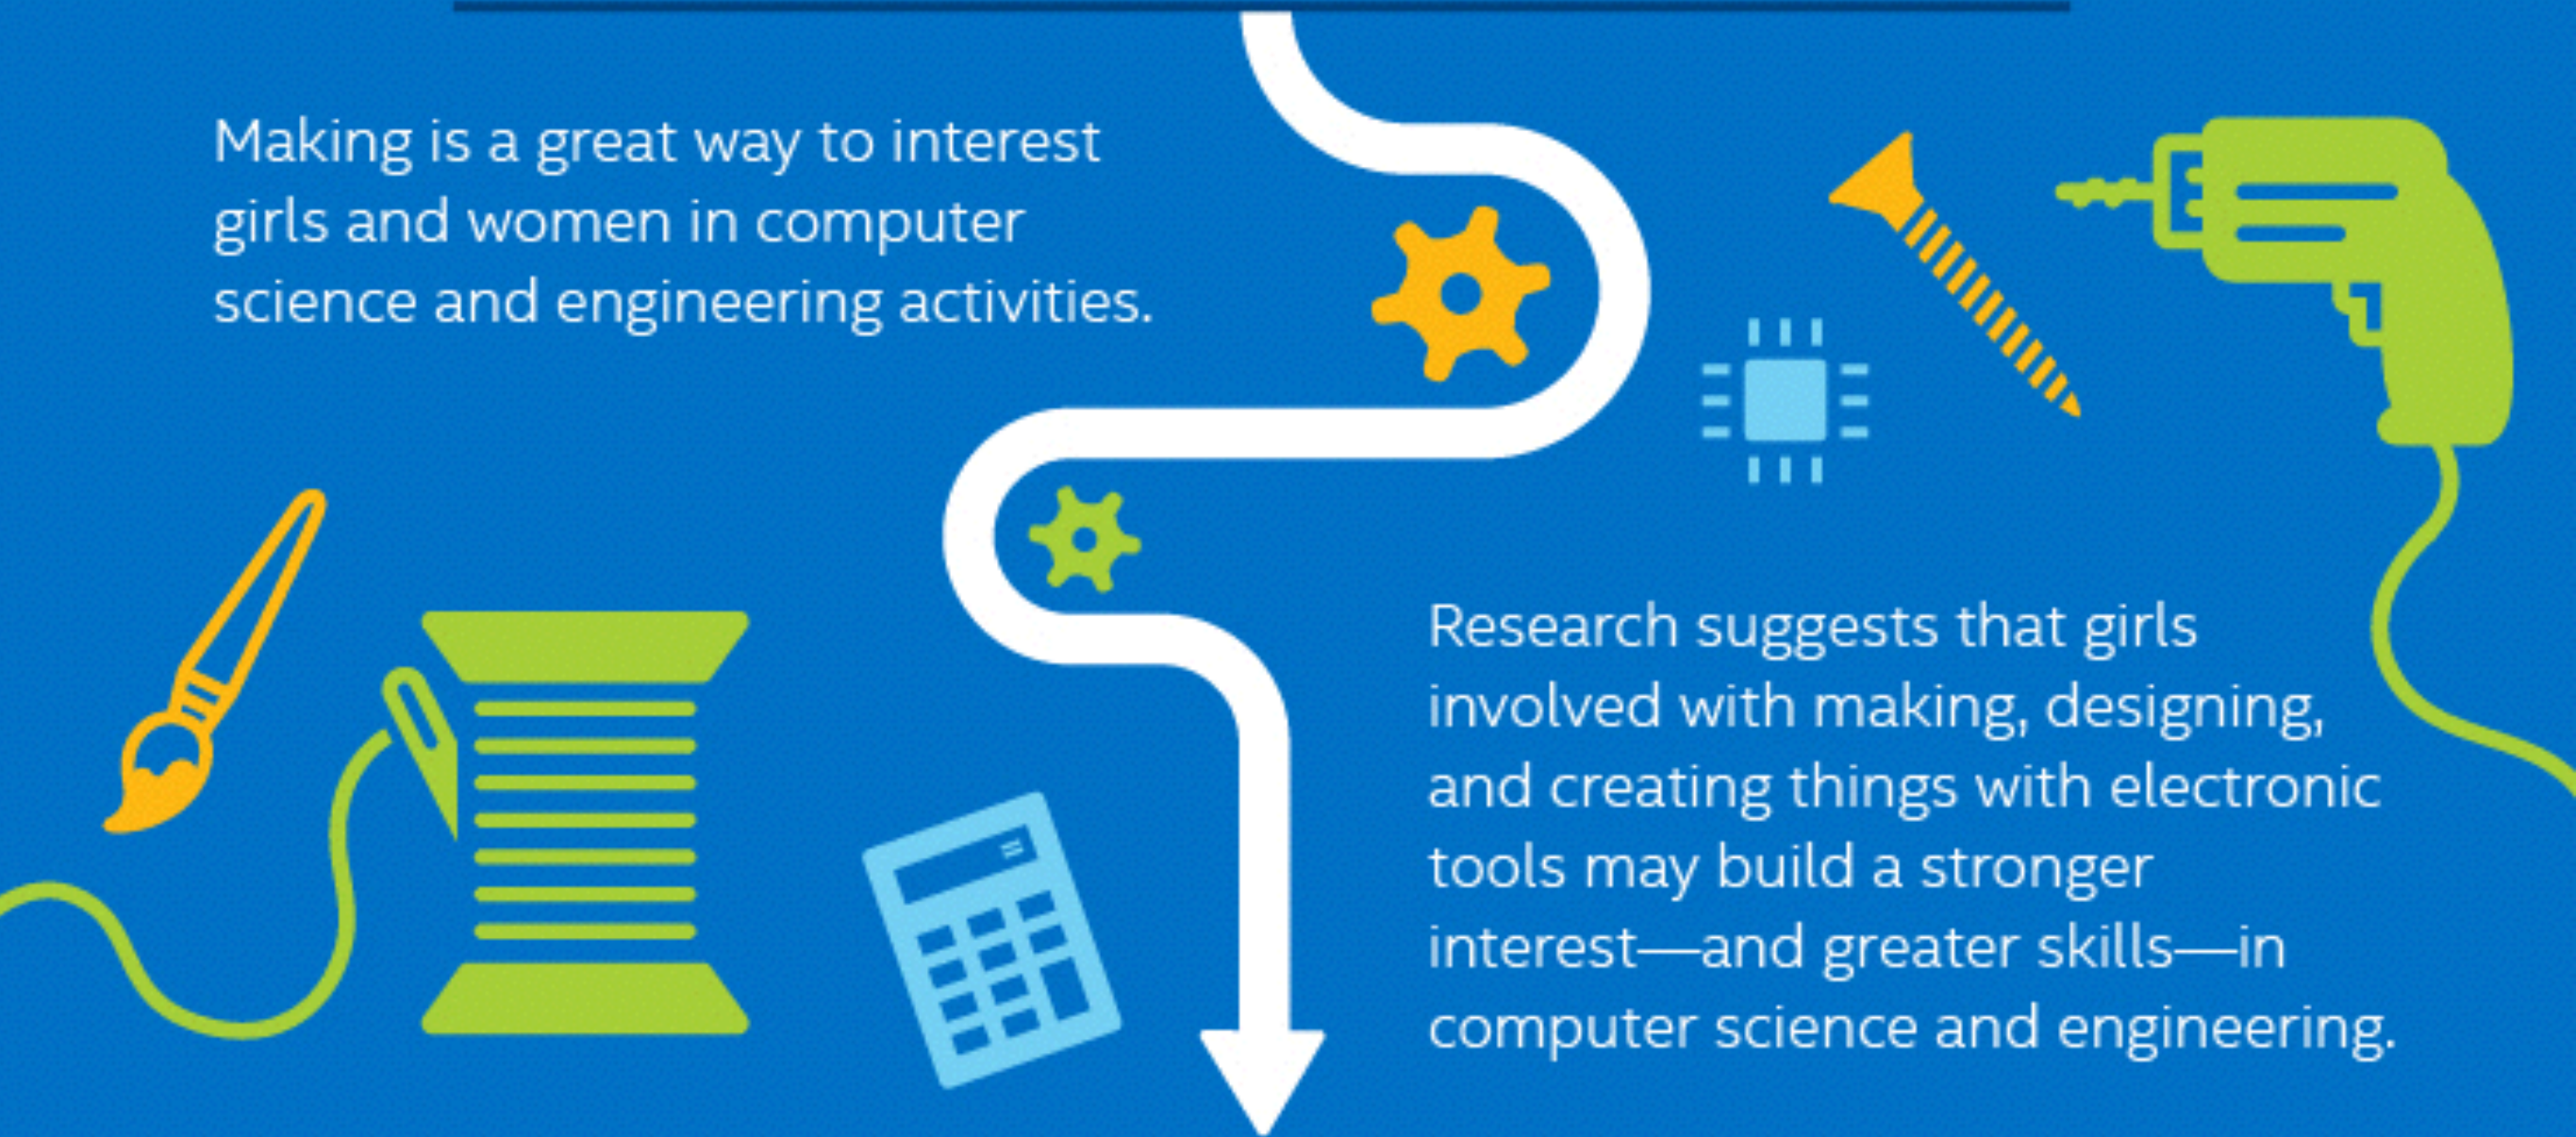 Making is a great way to interest
girls and women in computer
science and engineering activities.
Research suggests that girls
involved with making, designing,
and creating things with electronic
tools may build a stronger
interest—and greater skills—in
computer science and engineering.